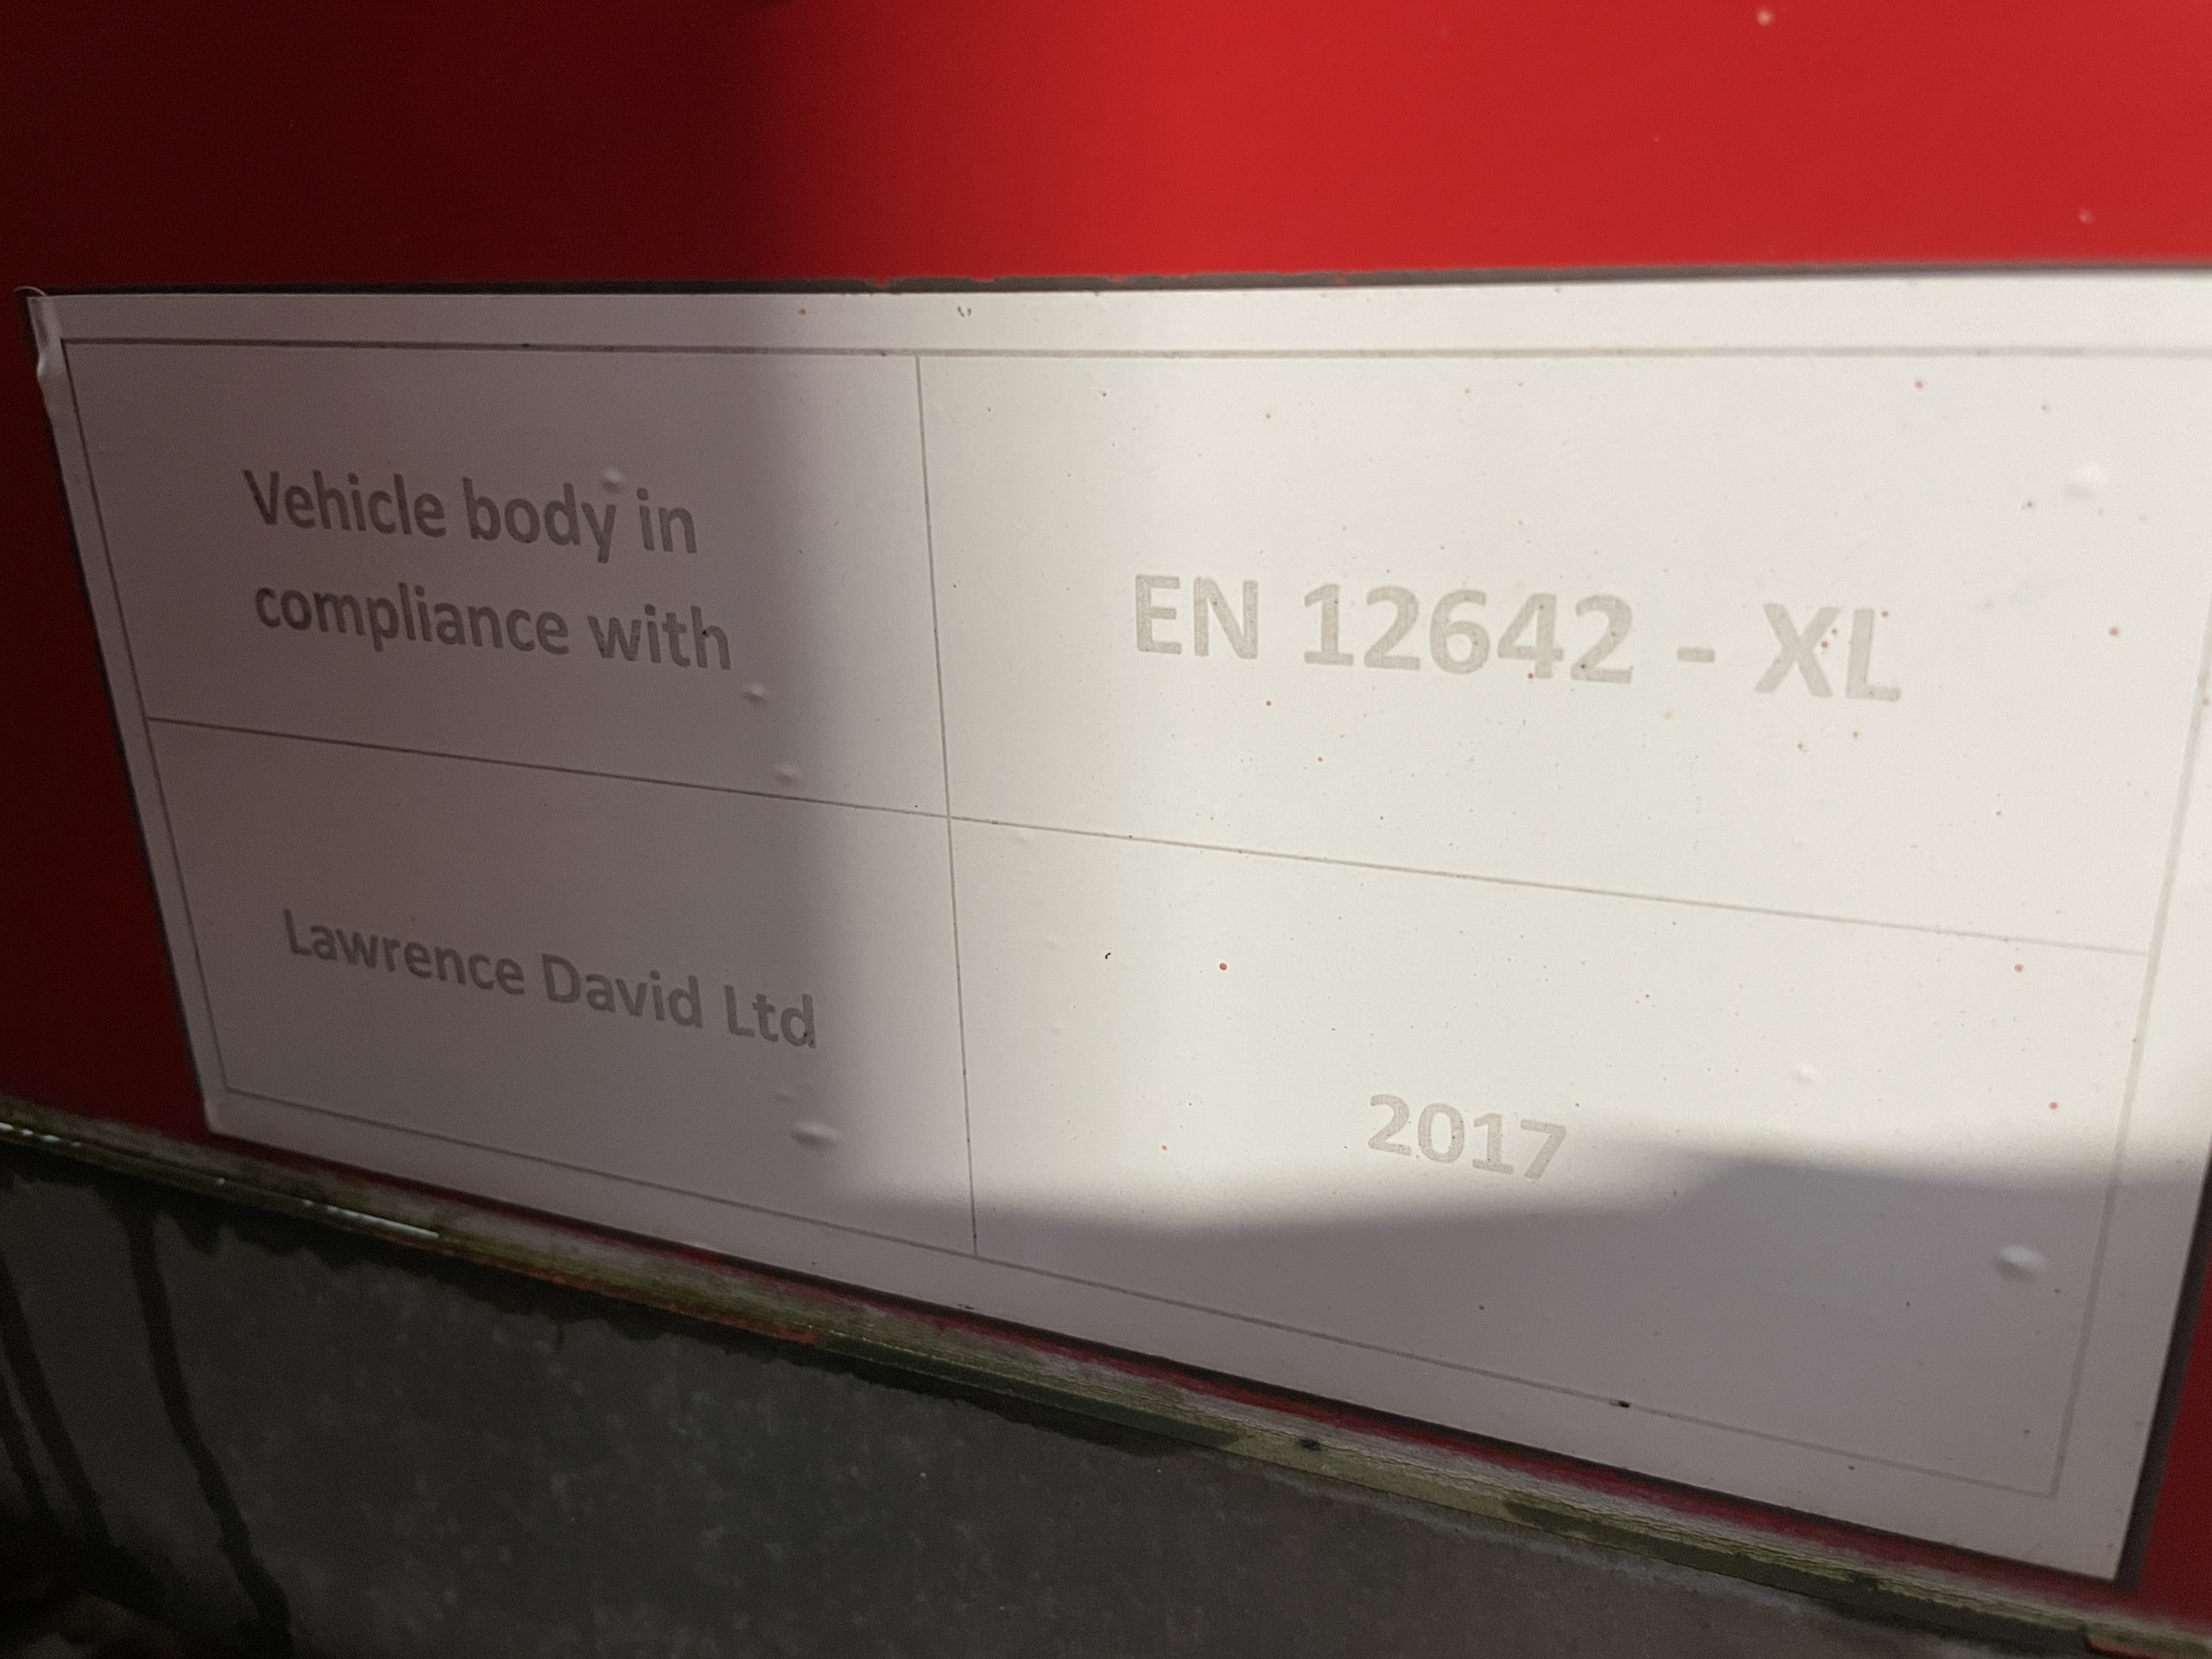 Vehicle body in
compliance with
EN 12642 - XL
Lawrence David Ltd
2017